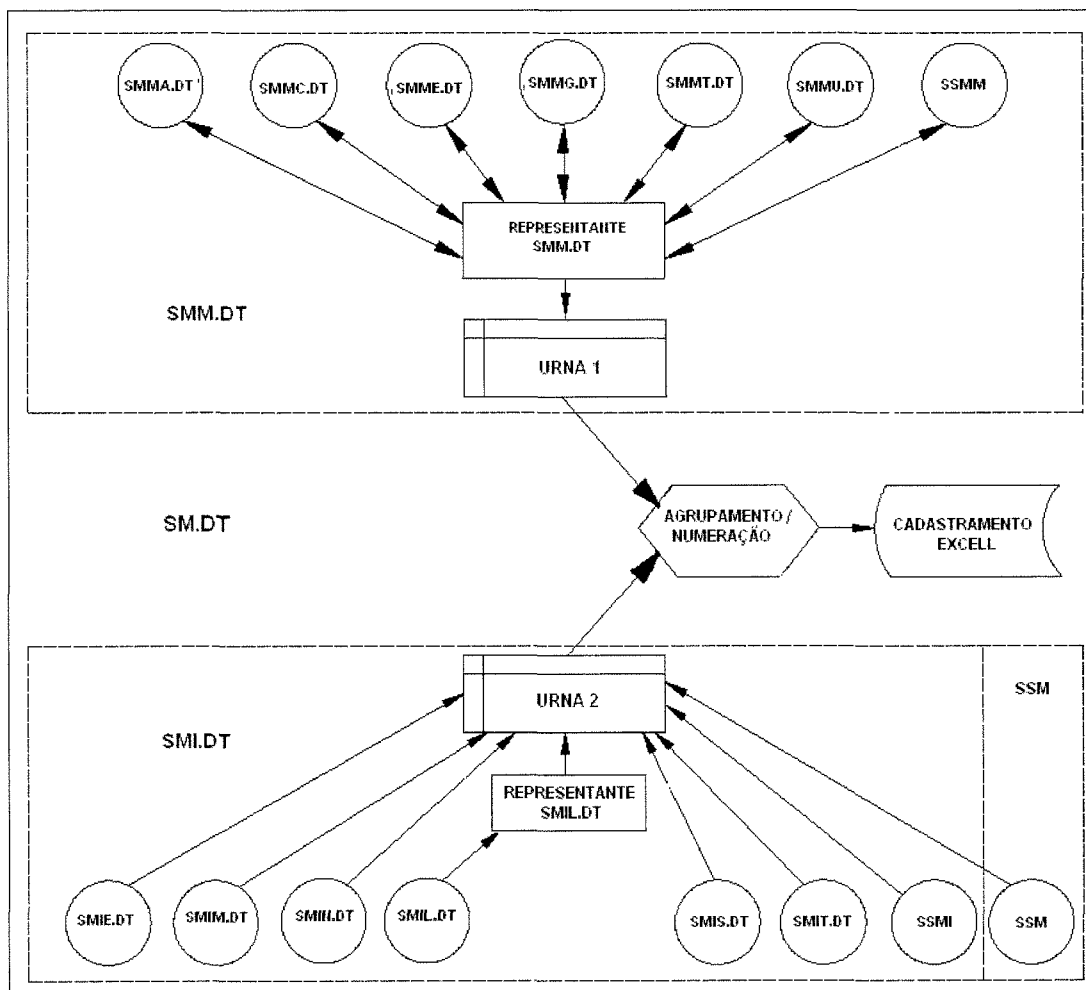 SMMA.DT
SMMC.DT
SMME.DT
SMMG.DT
SMMT.DT
SMMU.DT
SSMM
REPRESENTANTE
SMM.DT
SMM.DT
URNA 1
SM.DT
AGRUPAMENTO /
NUMERAÇÃO
CADASTRAMENTO
EXCELL
URNA 2
SSM
SMI.DT
REPRESENTANTE
SMIL.DT
SMIE.DT
SMIM.DT
SMIN.DT
SMIL.DT
SMIS.DT
SMIT.DT
SSMI
SSM